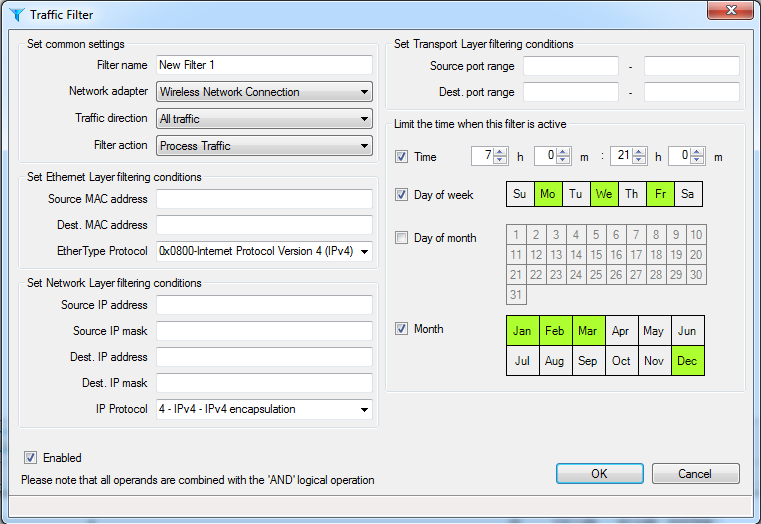 Traffic Filter
Set common settings
Filter name New Filter 1
Network adapter Wireless Network Connection
Traffic direction All traffic
Filter action Process Traffic
Set Ethernet Layer filtering conditions
Source MAC address
Dest. MAC address
EtherType Protocol 0x0800-Internet Protocol Version 4 (IPv4)
Set Network Layer filtering conditions
Source IP address
Source IP mask
Dest. IP address
Dest. IP mask
IP Protocol 4 - IPv4 - IPv4 encapsulation
Set Transport Layer filtering conditions
Source port range -
Dest. port range -
Limit the time when this filter is active
Time 7 h 0 m : 21 h 0 m
Day of week Su Mo Tu We Th Fr Sa
Day of month 1 2 3 4 5 6 7 8 9 10
11 12 13 14 15 16 17 18 19 20
21 22 23 24 25 26 27 28 29 30
31
Month Jan Feb Mar Apr May Jun
Jul Aug Sep Oct Nov Dec
Enabled
Please note that all operands are combined with the 'AND' logical operation
OK Cancel